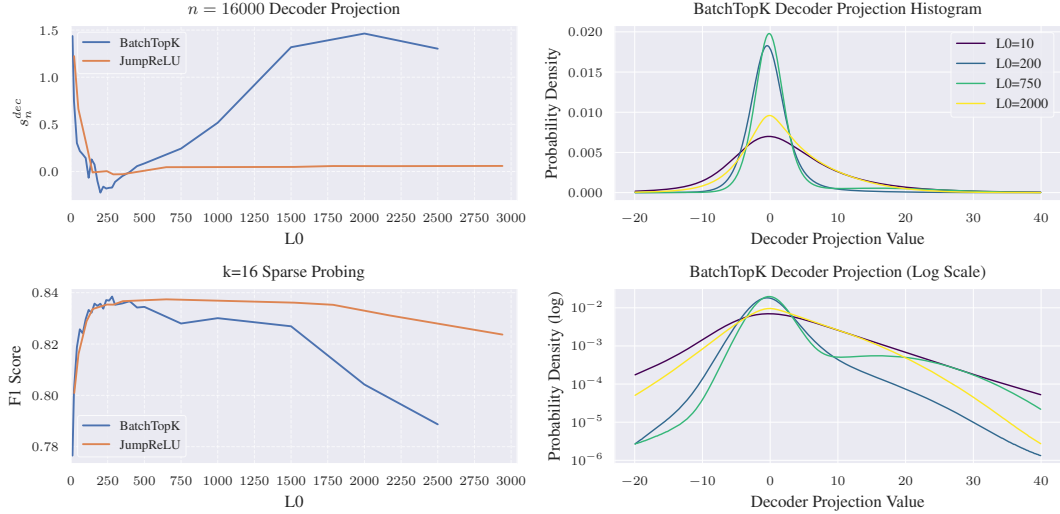 n = 16000 Decoder Projection
s_n^{dec}
1.5
1.0
0.5
0.0
BatchTopK
JumpReLU
0 250 500 750 1000 1250 1500 1750 2000 2250 2500 2750 3000
L0
BatchTopK Decoder Projection Histogram
Probability Density
0.020
0.015
0.010
0.005
0.000
L0=10
L0=200
L0=750
L0=2000
−20 −10 0 10 20 30 40
Decoder Projection Value
k=16 Sparse Probing
F1 Score
0.84
0.82
0.80
0.78
BatchTopK
JumpReLU
0 250 500 750 1000 1250 1500 1750 2000 2250 2500 2750 3000
L0
BatchTopK Decoder Projection (Log Scale)
Probability Density (log)
10⁻²
10⁻³
10⁻⁴
10⁻⁵
10⁻⁶
−20 −10 0 10 20 30 40
Decoder Projection Value